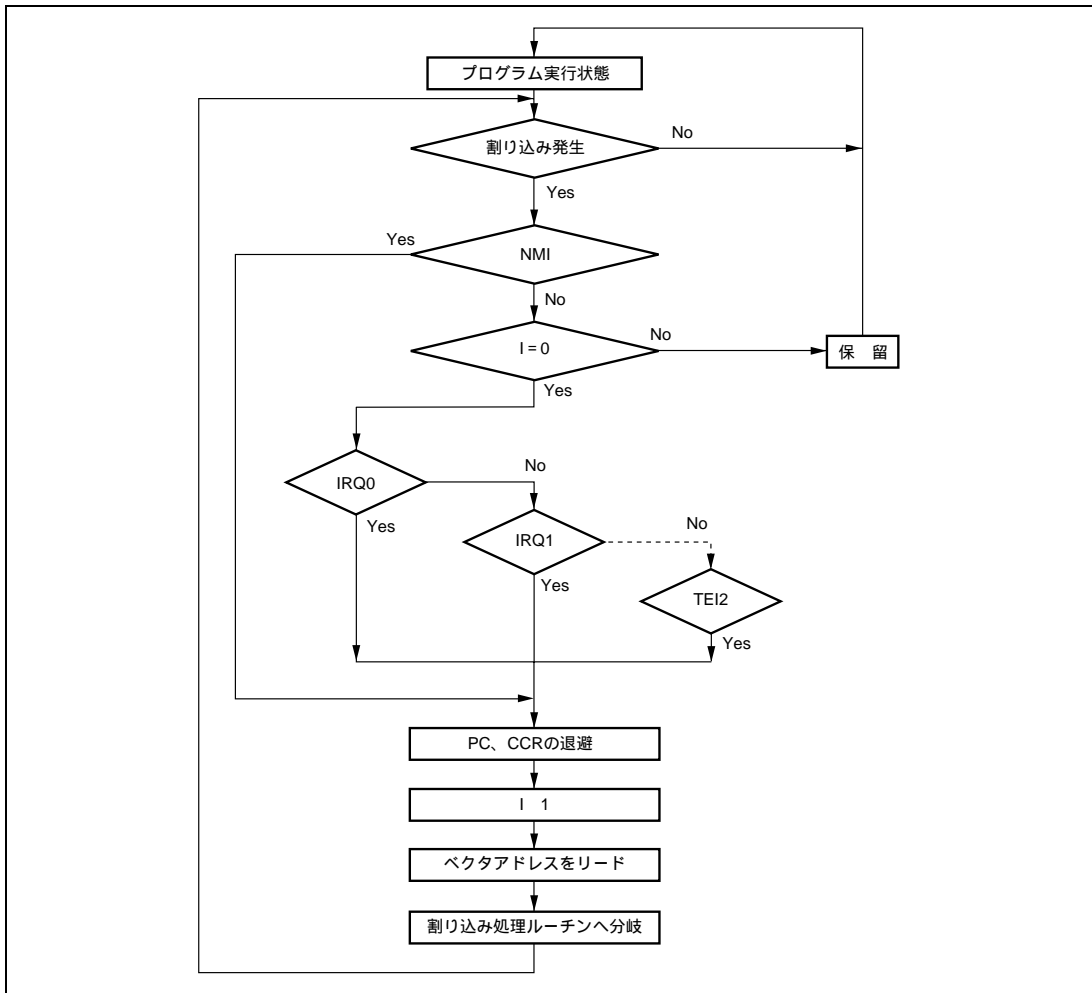 プログラム実行状態
割り込み発生
No
Yes
Yes
NMI
No
I = 0
No
保 留
Yes
IRQ0
No
Yes
IRQ1
No
Yes
TEI2
Yes
PC、CCRの退避
I 1
ベクタアドレスをリード
割り込み処理ルーチンへ分岐